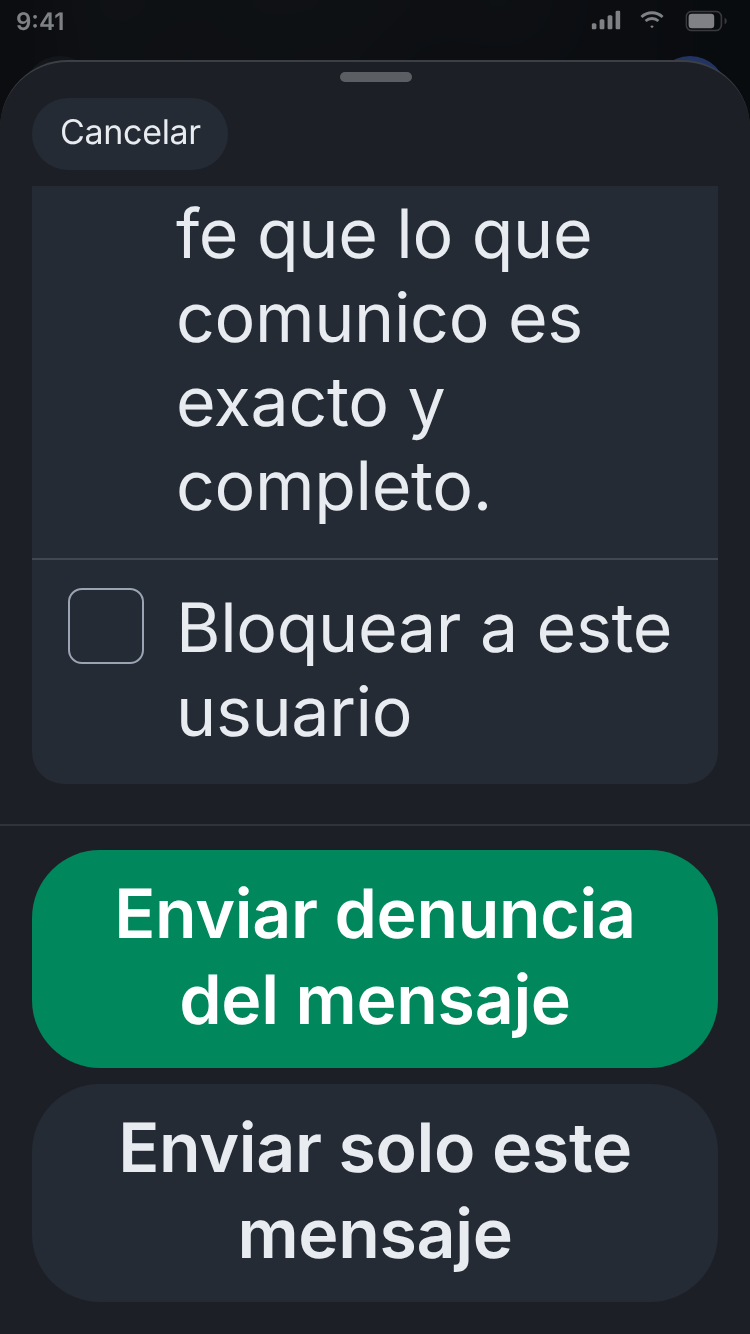 9:41
Cancelar
fe que lo que
comunico es
exacto y
completo.
Bloquear a este
usuario
Enviar denuncia
del mensaje
Enviar solo este
mensaje